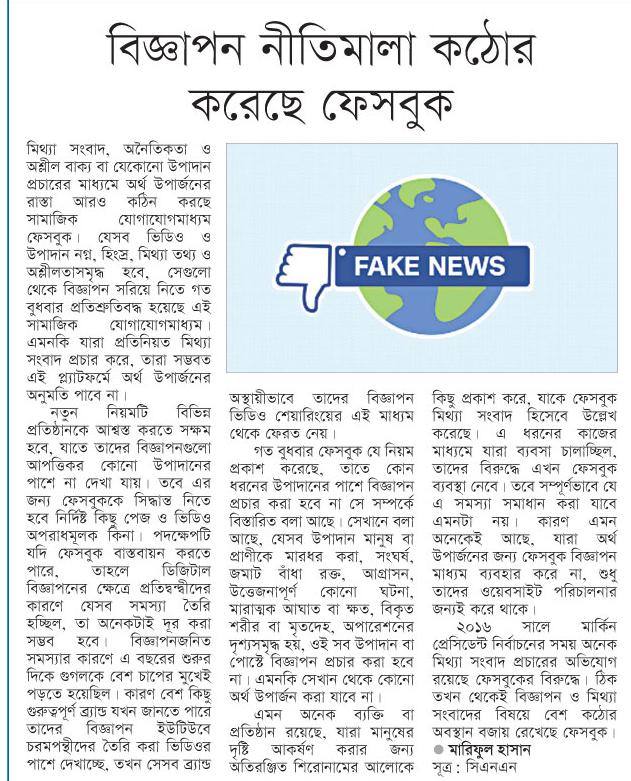 বিজ্ঞাপন নীতিমালা কঠোর
করেছে ফেসবুক
মিথ্যা সংবাদ, অনৈতিকতা ও
অশ্লীল বাক্য বা যেকোনো উপাদান
প্রচারের মাধ্যমে অর্থ উপার্জনের
রাস্তা আরও কঠিন করছে
সামাজিক যোগাযোগমাধ্যম
ফেসবুক। যেসব ভিডিও ও
উপাদান নগ্ন, হিংস্র, মিথ্যা তথ্য ও
অশ্লীলতাসমৃদ্ধ হবে, সেগুলো
থেকে বিজ্ঞাপন সরিয়ে নিতে গত
বুধবার প্রতিশ্রুতিবদ্ধ হয়েছে এই
সামাজিক যোগাযোগমাধ্যম।
এমনকি যারা প্রতিনিয়ত মিথ্যা
সংবাদ প্রচার করে, তারা সম্ভবত
এই প্ল্যাটফর্মে অর্থ উপার্জনের
অনুমতি পাবে না।
নতুন নিয়মটি বিভিন্ন
প্রতিষ্ঠানকে আশ্বস্ত করতে সক্ষম
হবে, যাতে তাদের বিজ্ঞাপনগুলো
আপত্তিকর কোনো উপাদানের
পাশে না দেখা যায়। তবে এর
জন্য ফেসবুককে সিদ্ধান্ত নিতে
হবে নির্দিষ্ট কিছু পেজ ও ভিডিও
অপরাধমূলক কিনা। পদক্ষেপটি
যদি ফেসবুক বাস্তবায়ন করতে
পারে, তাহলে ডিজিটাল
বিজ্ঞাপনের ক্ষেত্রে প্রতিদ্বন্দ্বীদের
কারণে যেসব সমস্যা তৈরি
হচ্ছিল, তা অনেকটাই দূর করা
সম্ভব হবে। বিজ্ঞাপনজনিত
সমস্যার কারণে এ বছরের শুরুর
দিকে গুগলকে বেশ চাপের মুখেই
পড়তে হয়েছিল। কারণ বেশ কিছু
গুরুত্বপূর্ণ ব্র্যান্ড যখন জানতে পারে
তাদের বিজ্ঞাপন ইউটিউবে
চরমপন্থীদের তৈরি করা ভিডিওর
পাশে দেখাচ্ছে, তখন সেসব ব্র্যান্ড
FAKE NEWS
অস্থায়ীভাবে তাদের বিজ্ঞাপন
ভিডিও শেয়ারিংয়ের এই মাধ্যম
থেকে ফেরত নেয়।
গত বুধবার ফেসবুক যে নিয়ম
প্রকাশ করেছে, তাতে কোন
ধরনের উপাদানের পাশে বিজ্ঞাপন
প্রচার করা হবে না সে সম্পর্কে
বিস্তারিত বলা আছে। সেখানে বলা
আছে, যেসব উপাদান মানুষ বা
প্রাণীকে মারধর করা, সংঘর্ষ,
জমাট বাঁধা রক্ত, আগ্রাসন,
উত্তেজনাপূর্ণ কোনো ঘটনা,
মারাত্মক আঘাত বা ক্ষত, বিকৃত
শরীর বা মৃতদেহ, অপারেশনের
দৃশ্যসমৃদ্ধ হয়, ওই সব উপাদান বা
পোস্টে বিজ্ঞাপন প্রচার করা হবে
না। এমনকি সেখান থেকে কোনো
অর্থ উপার্জন করা যাবে না।
এমন অনেক ব্যক্তি বা
প্রতিষ্ঠান রয়েছে, যারা মানুষের
দৃষ্টি আকর্ষণ করার জন্য
অতিরঞ্জিত শিরোনামের আলোকে
কিছু প্রকাশ করে, যাকে ফেসবুক
মিথ্যা সংবাদ হিসেবে উল্লেখ
করেছে। এ ধরনের কাজের
মাধ্যমে যারা ব্যবসা চালাচ্ছিল,
তাদের বিরুদ্ধে এখন ফেসবুক
ব্যবস্থা নেবে। তবে সম্পূর্ণভাবে যে
এ সমস্যা সমাধান করা যাবে
এমনটা নয়। কারণ এমন
অনেকেই আছে, যারা অর্থ
উপার্জনের জন্য ফেসবুক বিজ্ঞাপন
মাধ্যম ব্যবহার করে না, শুধু
তাদের ওয়েবসাইট পরিচালনার
জন্যই করে থাকে।
২০১৬ সালে মার্কিন
প্রেসিডেন্ট নির্বাচনের সময় অনেক
মিথ্যা সংবাদ প্রচারের অভিযোগ
রয়েছে ফেসবুকের বিরুদ্ধে। ঠিক
তখন থেকেই বিজ্ঞাপন ও মিথ্যা
সংবাদের বিষয়ে বেশ কঠোর
অবস্থান বজায় রেখেছে ফেসবুক।
● মারিফুল হাসান
সূত্র : সিএনএন